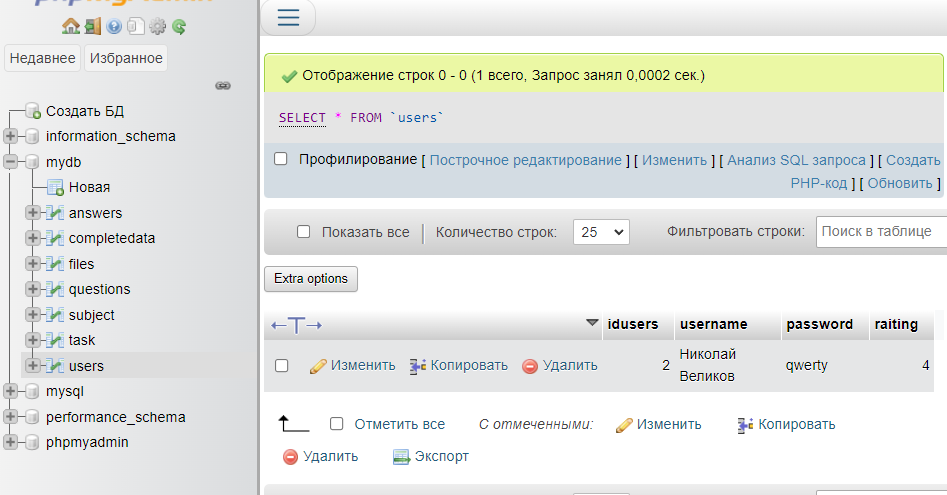 Недавнее Избранное
Создать БД
information_schema
mydb
Новая
answers
completedata
files
questions
subject
task
users
mysql
performance_schema
phpmyadmin
Отображение строк 0 - 0 (1 всего, Запрос занял 0,0002 сек.)
SELECT * FROM `users`
Профилирование [ Построчное редактирование ] [ Изменить ] [ Анализ SQL запроса ] [ Создать
PHP-код ] [ Обновить ]
Показать все Количество строк: 25 Фильтровать строки: Поиск в таблице
Extra options
←T→ idusers username password raiting
Изменить Копировать Удалить 2 Николай
Великов qwerty 4
Отметить все С отмеченными: Изменить Копировать
Удалить Экспорт